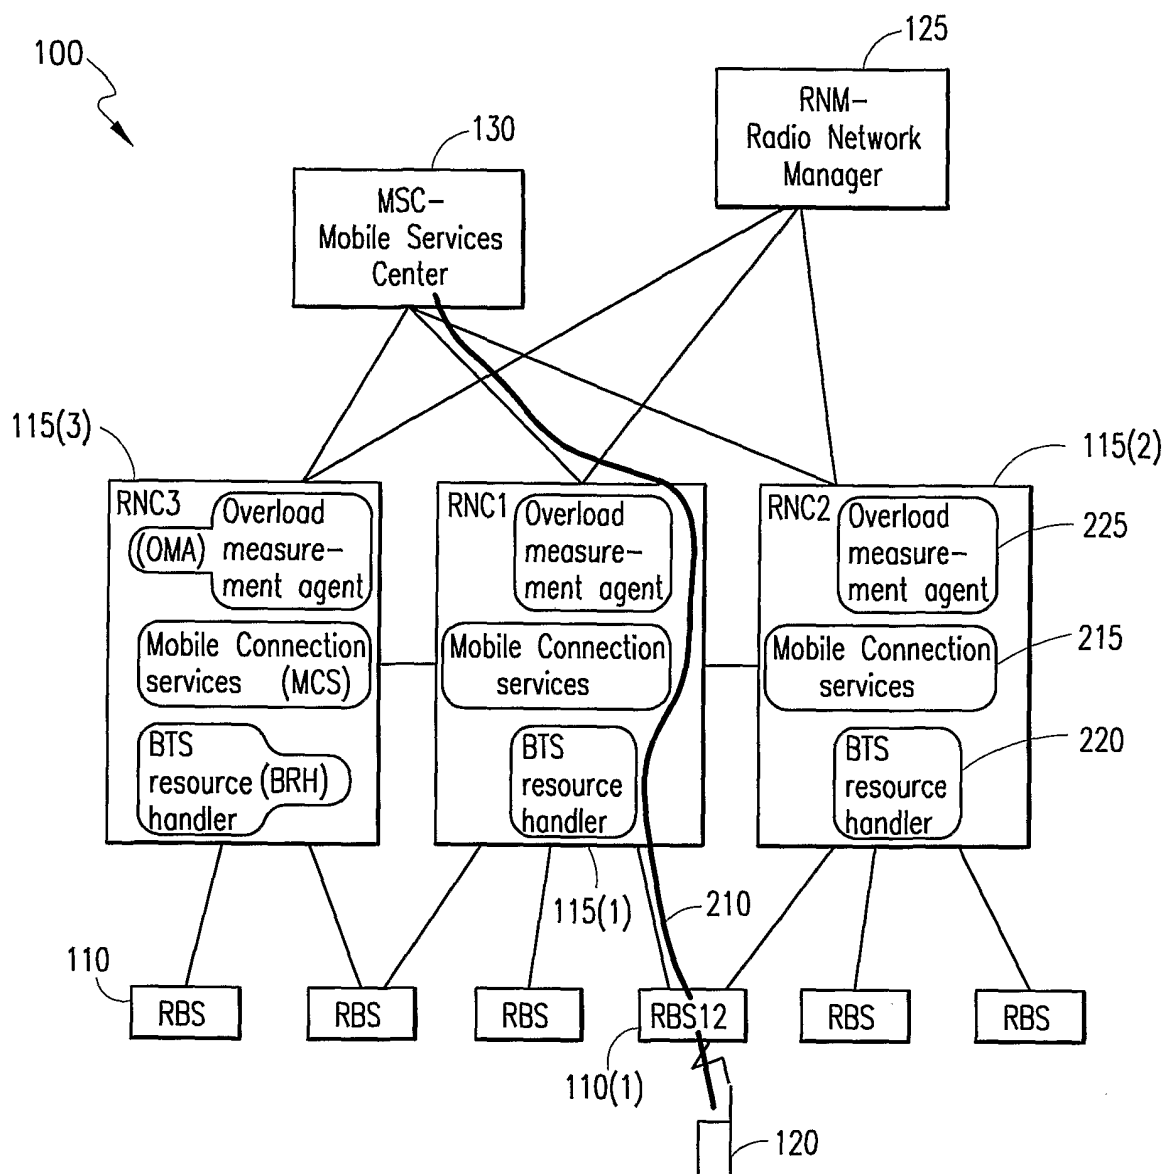 100
125
RNM-
Radio Network
Manager
130
MSC-
Mobile Services
Center
115(3)
115(2)
RNC3
Overload
(OMA) measure-
ment agent
Mobile Connection
services (MCS)
BTS
resource (BRH)
handler
RNC1
Overload
measure-
ment agent
Mobile Connection
services
BTS
resource
handler
RNC2
Overload
measure-
ment agent
225
Mobile Connection
services
215
BTS
resource
handler
220
115(1)
210
110
RBS
RBS
RBS
RBS12
RBS
RBS
110(1)
120